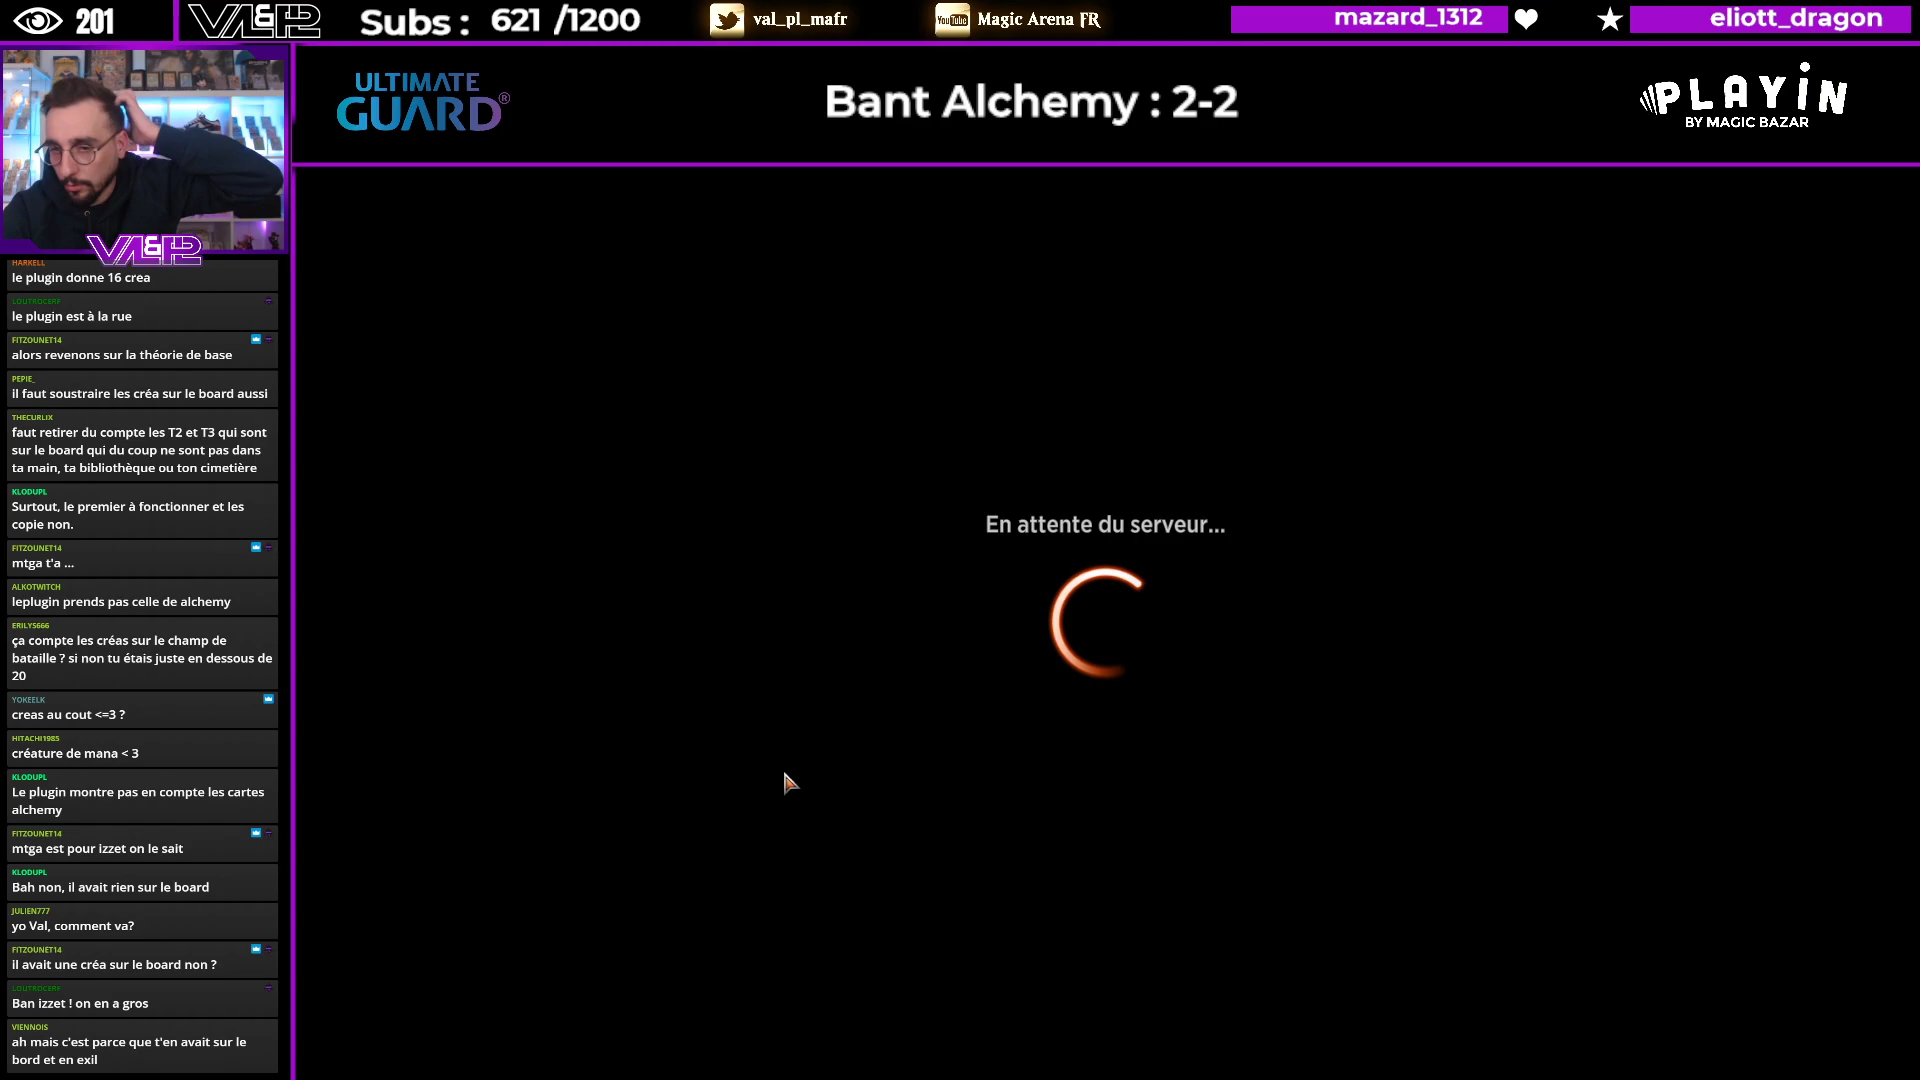 201
VAL&PL
Subs : 621 /1200
val_pl_mafr
YouTube
Magic Arena FR
mazard_1312
eliott_dragon
ULTIMATE
GUARD®
Bant Alchemy : 2-2
PLAYIN
BY MAGIC BAZAR
VAL&PL
HARKELL
le plugin donne 16 crea
LOUTROCERF
le plugin est à la rue
FITZOUNET14
alors revenons sur la théorie de base
PEPIE_
il faut soustraire les créa sur le board aussi
THECURLIX
faut retirer du compte les T2 et T3 qui sont
sur le board qui du coup ne sont pas dans
ta main, ta bibliothèque ou ton cimetière
KLODUPL
Surtout, le premier à fonctionner et les
copie non.
FITZOUNET14
mtga t'a ...
ALKOTWITCH
leplugin prends pas celle de alchemy
ERILYS666
ça compte les créas sur le champ de
bataille ? si non tu étais juste en dessous de
20
YOKEELK
creas au cout <=3 ?
HITACHI1985
créature de mana < 3
KLODUPL
Le plugin montre pas en compte les cartes
alchemy
FITZOUNET14
mtga est pour izzet on le sait
KLODUPL
Bah non, il avait rien sur le board
JULIEN777
yo Val, comment va?
FITZOUNET14
il avait une créa sur le board non ?
LOUTROCERF
Ban izzet ! on en a gros
VIENNOIS
ah mais c'est parce que t'en avait sur le
bord et en exil
En attente du serveur...